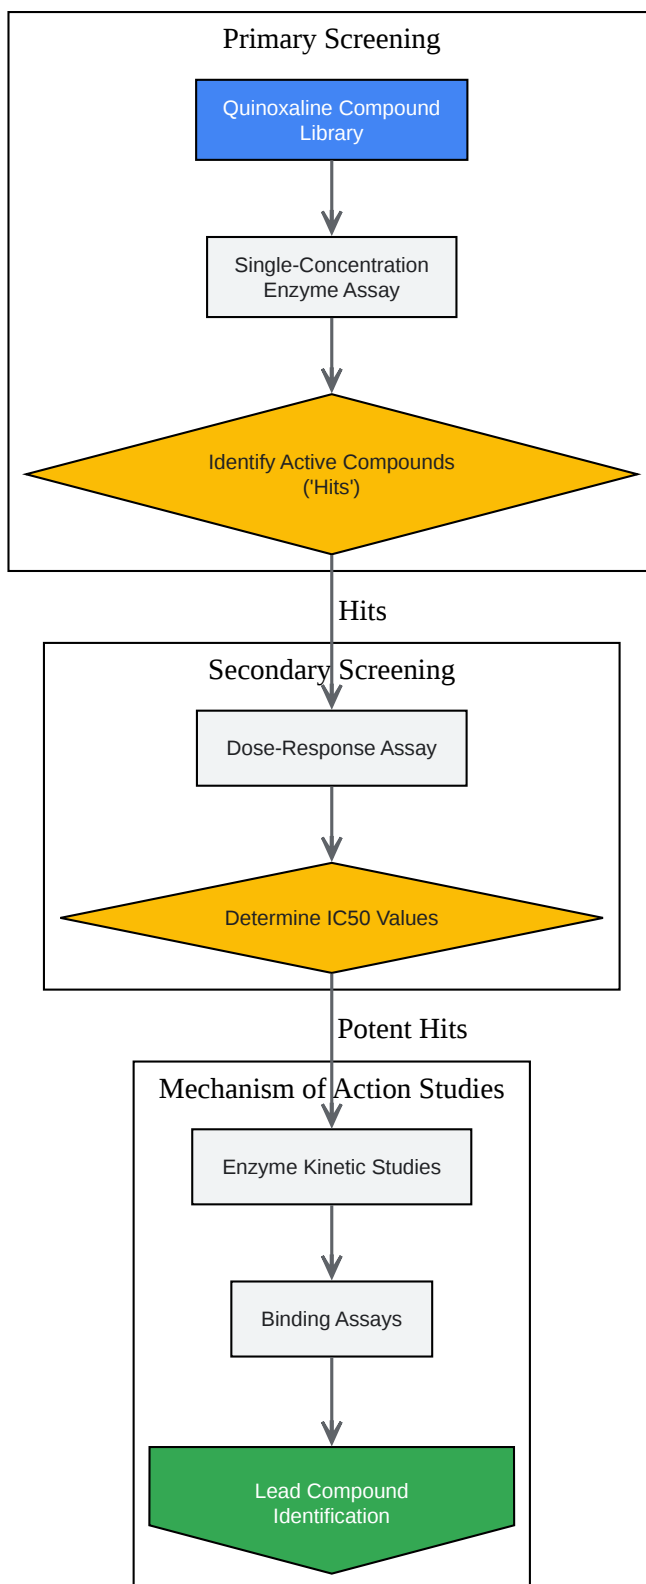 Primary Screening
Quinoxaline Compound
Library
Single-Concentration
Enzyme Assay
Identify Active Compounds
('Hits')
Hits
Secondary Screening
Dose-Response Assay
Determine IC50 Values
Potent Hits
Mechanism of Action Studies
Enzyme Kinetic Studies
Binding Assays
Lead Compound
Identification